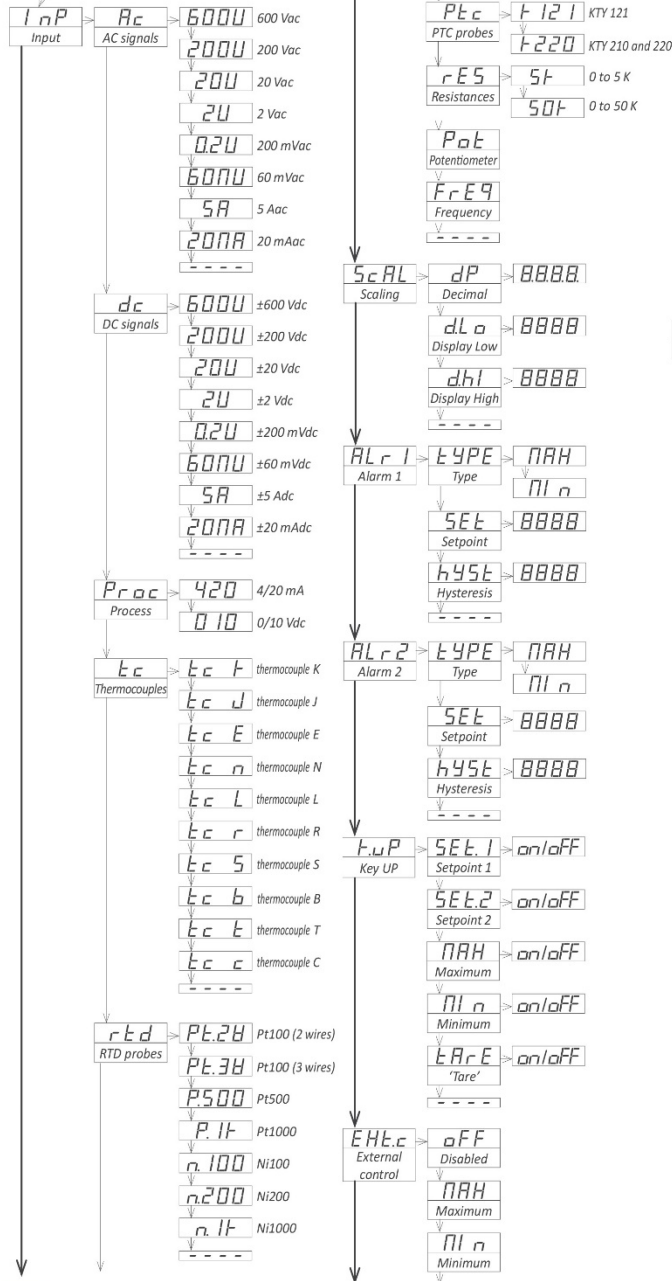 InP Ac 600U 600 Vac
Input AC signals
200U 200 Vac
20U 20 Vac
2U 2 Vac
0.2U 200 mVac
60MU 60 mVac
5A 5 Aac
20MA 20 mAac
- - - -
dc 600U ±600 Vdc
DC signals
200U ±200 Vdc
20U ±20 Vdc
2U ±2 Vdc
0.2U ±200 mVdc
60MU ±60 mVdc
5A ±5 Adc
20MA ±20 mAdc
- - - -
Proc 420 4/20 mA
Process
010 0/10 Vdc
tc tc k thermocouple K
Thermocouples
tc J thermocouple J
tc E thermocouple E
tc n thermocouple N
tc L thermocouple L
tc r thermocouple R
tc S thermocouple S
tc b thermocouple B
tc t thermocouple T
tc c thermocouple C
- - - -
rtd Pt.2W Pt100 (2 wires)
RTD probes
Pt.3W Pt100 (3 wires)
P.500 Pt500
P.1k Pt1000
n.100 Ni100
n.200 Ni200
n.1k Ni1000
- - - -
Ptc k121 KTY 121
PTC probes
k220 KTY 210 and 220
rES 5k 0 to 5 K
Resistances
50k 0 to 50 K
Pot
Potentiometer
FrEq
Frequency
- - - -
ScAL dP 8.8.8.8.
Scaling Decimal
d.Lo 8888
Display Low
d.hI 8888
Display High
- - - -
ALr1 tYPE MAX
Alarm 1 Type
MIn
SEt 8888
Setpoint
hYSt 8888
Hysteresis
- - - -
ALr2 tYPE MAX
Alarm 2 Type
MIn
SEt 8888
Setpoint
hYSt 8888
Hysteresis
- - - -
k.uP SEt.1 on/oFF
Key UP Setpoint 1
SEt.2 on/oFF
Setpoint 2
MAX on/oFF
Maximum
MIn on/oFF
Minimum
tArE on/oFF
'Tare'
- - - -
EXt.c oFF
External Disabled
control
MAX
Maximum
MIn
Minimum